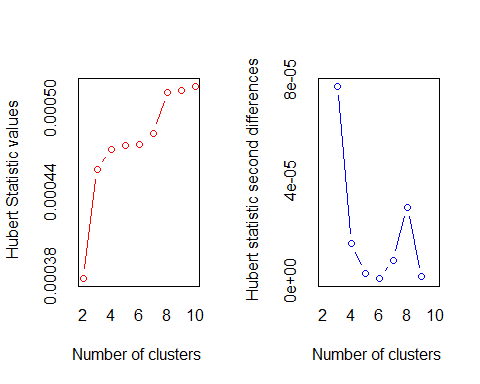 Hubert Statistic values
0.00038 0.00044 0.00050
2 4 6 8 10
Number of clusters
Hubert statistic second differences
0e+00 4e-05 8e-05
2 4 6 8 10
Number of clusters